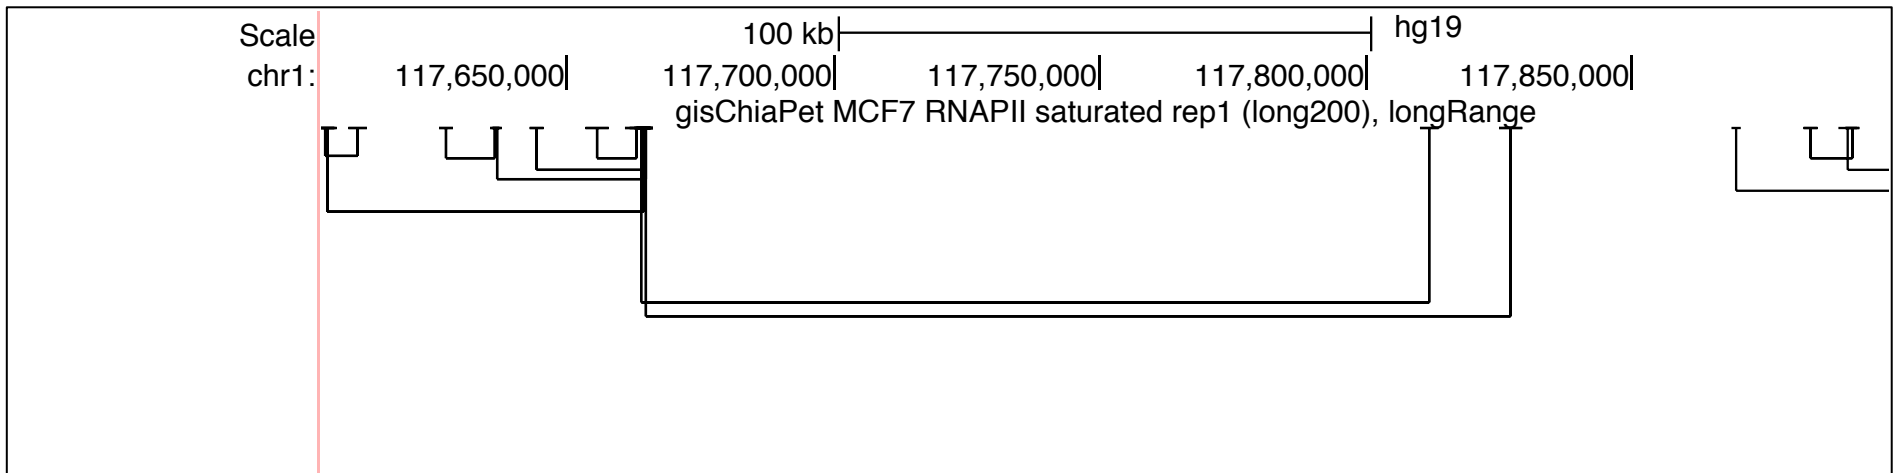 Scale 100 kb hg19
chr1: 117,650,000 117,700,000 117,750,000 117,800,000 117,850,000
gisChiaPet MCF7 RNAPII saturated rep1 (long200), longRange